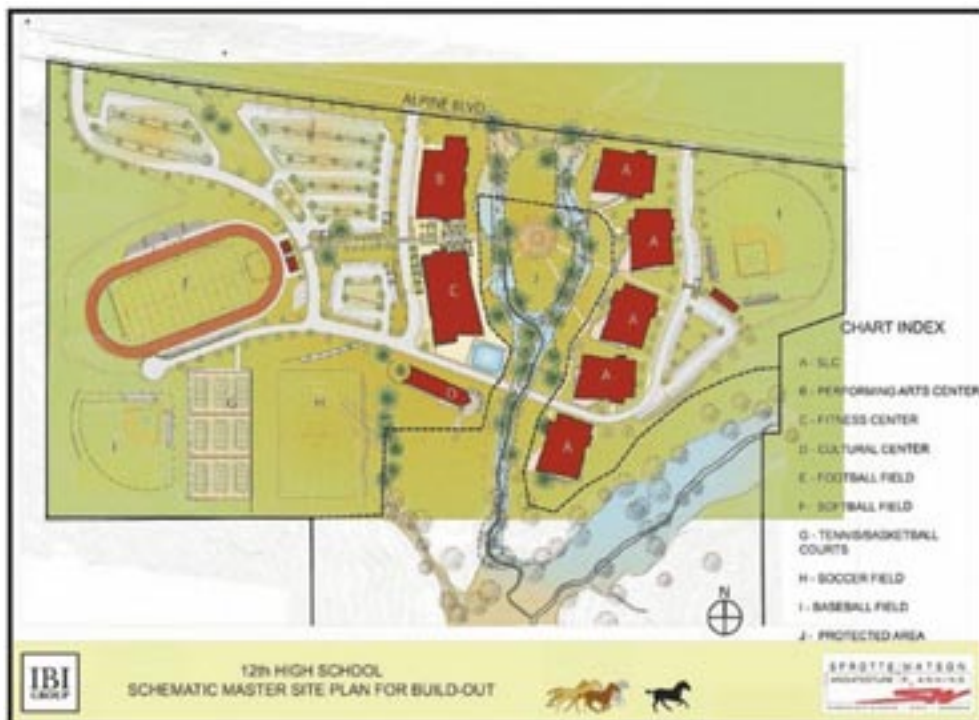 ALPINE BLVD
B
A
A
I
C
J
A
F
A
D
G
H
A
I
CHART INDEX
A - SLC
B - PERFORMING ARTS CENTER
C - FITNESS CENTER
D - CULTURAL CENTER
E - FOOTBALL FIELD
F - SOFTBALL FIELD
G - TENNIS/BASKETBALL
COURTS
H - SOCCER FIELD
I - BASEBALL FIELD
J - PROTECTED AREA
N
IBI
GROUP
12th HIGH SCHOOL
SCHEMATIC MASTER SITE PLAN FOR BUILD-OUT
SPROTTE WATSON
ARCHITECTURE PLANNING